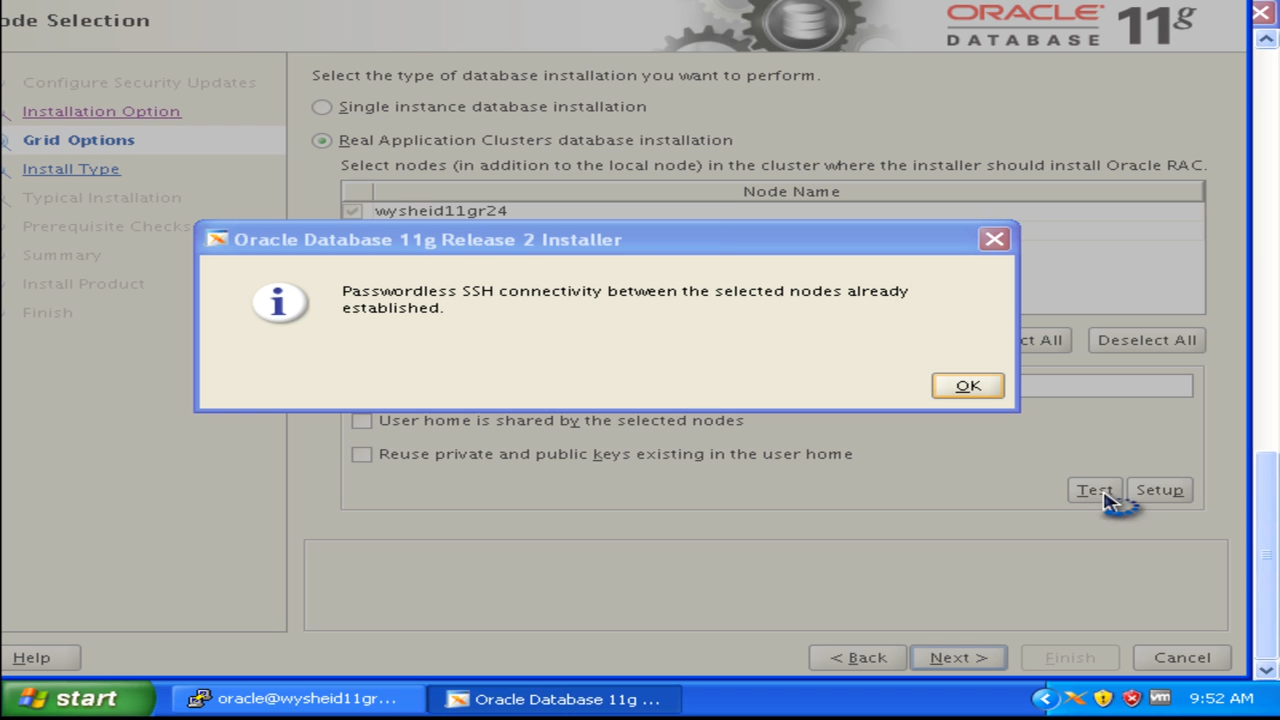 ode Selection
ORACLE
DATABASE
11g
Configure Security Updates
Installation Option
Grid Options
Install Type
Typical Installation
Prerequisite Checks
Summary
Install Product
Finish
Select the type of database installation you want to perform.
Single instance database installation
Real Application Clusters database installation
Select nodes (in addition to the local node) in the cluster where the installer should install Oracle RAC.
Node Name
wysheid11gr24
Oracle Database 11g Release 2 Installer
Passwordless SSH connectivity between the selected nodes already
established.
OK
ct All
Deselect All
User home is shared by the selected nodes
Reuse private and public keys existing in the user home
Test
Setup
Help
< Back
Next >
Finish
Cancel
start
oracle@wysheid11gr...
Oracle Database 11g ...
vm
9:52 AM